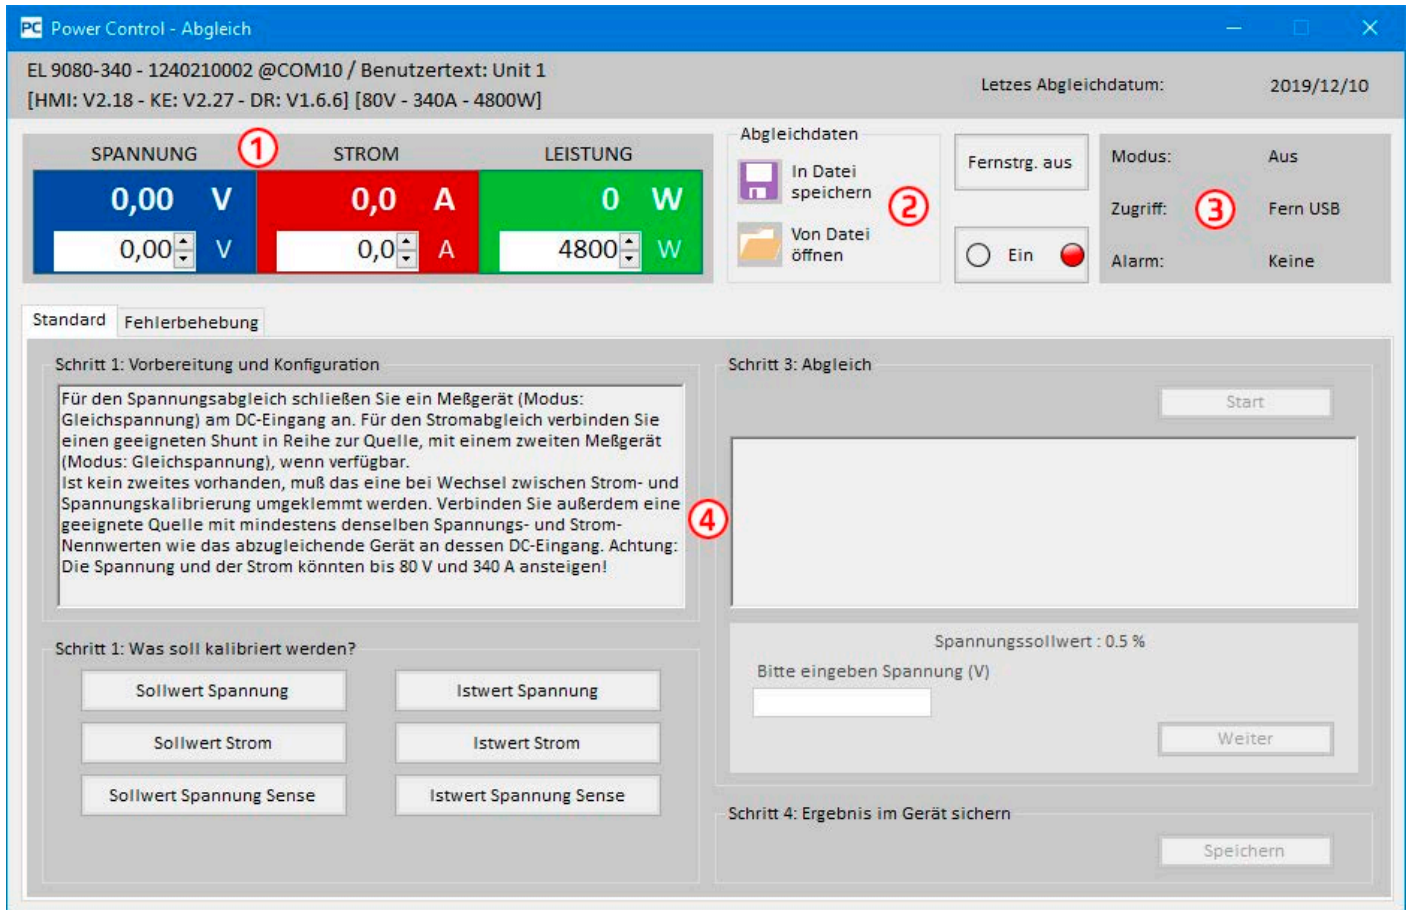 PC Power Control - Abgleich
EL 9080-340 - 1240210002 @COM10 / Benutzertext: Unit 1
[HMI: V2.18 - KE: V2.27 - DR: V1.6.6] [80V - 340A - 4800W]
Letzes Abgleichdatum: 2019/12/10
SPANNUNG 1 STROM LEISTUNG
0,00 V 0,0 A 0 W
0,00 V 0,0 A 4800 W
Abgleichdaten
In Datei
speichern
2
Von Datei
öffnen
Fernstrg. aus
Ein
Modus: Aus
Zugriff: 3 Fern USB
Alarm: Keine
Standard Fehlerbehebung
Schritt 1: Vorbereitung und Konfiguration
Für den Spannungsabgleich schließen Sie ein Meßgerät (Modus:
Gleichspannung) am DC-Eingang an. Für den Stromabgleich verbinden Sie
einen geeigneten Shunt in Reihe zur Quelle, mit einem zweiten Meßgerät
(Modus: Gleichspannung), wenn verfügbar.
Ist kein zweites vorhanden, muß das eine bei Wechsel zwischen Strom- und
Spannungskalibrierung umgeklemmt werden. Verbinden Sie außerdem eine
geeignete Quelle mit mindestens denselben Spannungs- und Strom-
Nennwerten wie das abzugleichende Gerät an dessen DC-Eingang. Achtung:
Die Spannung und der Strom könnten bis 80 V und 340 A ansteigen!
4
Schritt 1: Was soll kalibriert werden?
Sollwert Spannung Istwert Spannung
Sollwert Strom Istwert Strom
Sollwert Spannung Sense Istwert Spannung Sense
Schritt 3: Abgleich
Start
Spannungssollwert : 0.5 %
Bitte eingeben Spannung (V)
Weiter
Schritt 4: Ergebnis im Gerät sichern
Speichern